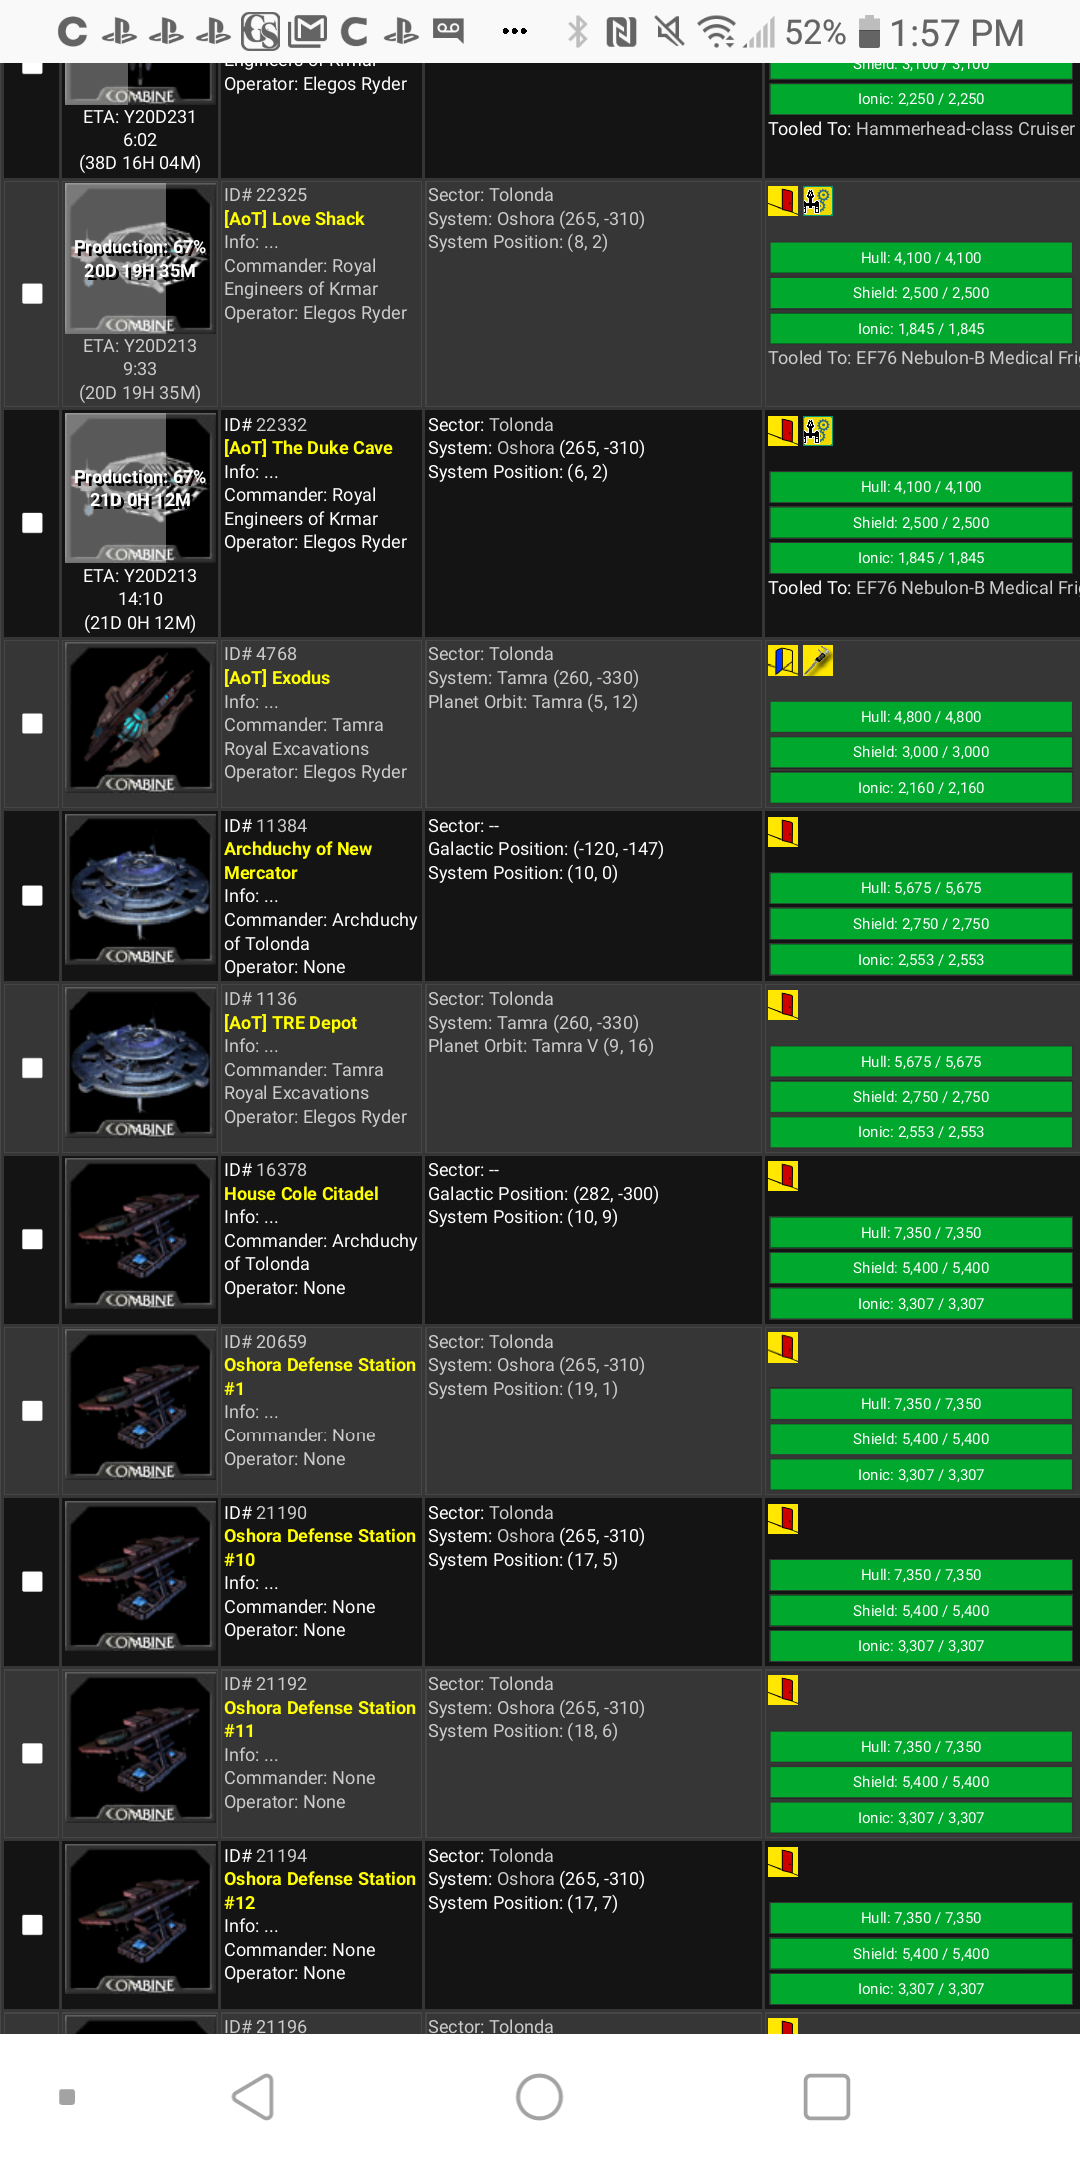 52% 1:57 PM
Engineers of Krmar
Operator: Elegos Ryder
COMBINE
ETA: Y20D231
6:02
(38D 16H 04M)
Shield: 3,100 / 3,100
Ionic: 2,250 / 2,250
Tooled To: Hammerhead-class Cruiser
Production: 67%
20D 19H 35M
COMBINE
ETA: Y20D213
9:33
(20D 19H 35M)
ID# 22325
[AoT] Love Shack
Info: ...
Commander: Royal
Engineers of Krmar
Operator: Elegos Ryder
Sector: Tolonda
System: Oshora (265, -310)
System Position: (8, 2)
Hull: 4,100 / 4,100
Shield: 2,500 / 2,500
Ionic: 1,845 / 1,845
Tooled To: EF76 Nebulon-B Medical Fri
Production: 67%
21D 0H 12M
COMBINE
ETA: Y20D213
14:10
(21D 0H 12M)
ID# 22332
[AoT] The Duke Cave
Info: ...
Commander: Royal
Engineers of Krmar
Operator: Elegos Ryder
Sector: Tolonda
System: Oshora (265, -310)
System Position: (6, 2)
Hull: 4,100 / 4,100
Shield: 2,500 / 2,500
Ionic: 1,845 / 1,845
Tooled To: EF76 Nebulon-B Medical Fri
COMBINE
ID# 4768
[AoT] Exodus
Info: ...
Commander: Tamra
Royal Excavations
Operator: Elegos Ryder
Sector: Tolonda
System: Tamra (260, -330)
Planet Orbit: Tamra (5, 12)
Hull: 4,800 / 4,800
Shield: 3,000 / 3,000
Ionic: 2,160 / 2,160
COMBINE
ID# 11384
Archduchy of New
Mercator
Info: ...
Commander: Archduchy
of Tolonda
Operator: None
Sector: --
Galactic Position: (-120, -147)
System Position: (10, 0)
Hull: 5,675 / 5,675
Shield: 2,750 / 2,750
Ionic: 2,553 / 2,553
COMBINE
ID# 1136
[AoT] TRE Depot
Info: ...
Commander: Tamra
Royal Excavations
Operator: Elegos Ryder
Sector: Tolonda
System: Tamra (260, -330)
Planet Orbit: Tamra V (9, 16)
Hull: 5,675 / 5,675
Shield: 2,750 / 2,750
Ionic: 2,553 / 2,553
COMBINE
ID# 16378
House Cole Citadel
Info: ...
Commander: Archduchy
of Tolonda
Operator: None
Sector: --
Galactic Position: (282, -300)
System Position: (10, 9)
Hull: 7,350 / 7,350
Shield: 5,400 / 5,400
Ionic: 3,307 / 3,307
COMBINE
ID# 20659
Oshora Defense Station
#1
Info: ...
Commander: None
Operator: None
Sector: Tolonda
System: Oshora (265, -310)
System Position: (19, 1)
Hull: 7,350 / 7,350
Shield: 5,400 / 5,400
Ionic: 3,307 / 3,307
COMBINE
ID# 21190
Oshora Defense Station
#10
Info: ...
Commander: None
Operator: None
Sector: Tolonda
System: Oshora (265, -310)
System Position: (17, 5)
Hull: 7,350 / 7,350
Shield: 5,400 / 5,400
Ionic: 3,307 / 3,307
COMBINE
ID# 21192
Oshora Defense Station
#11
Info: ...
Commander: None
Operator: None
Sector: Tolonda
System: Oshora (265, -310)
System Position: (18, 6)
Hull: 7,350 / 7,350
Shield: 5,400 / 5,400
Ionic: 3,307 / 3,307
COMBINE
ID# 21194
Oshora Defense Station
#12
Info: ...
Commander: None
Operator: None
Sector: Tolonda
System: Oshora (265, -310)
System Position: (17, 7)
Hull: 7,350 / 7,350
Shield: 5,400 / 5,400
Ionic: 3,307 / 3,307
COMBINE
ID# 21196
Sector: Tolonda